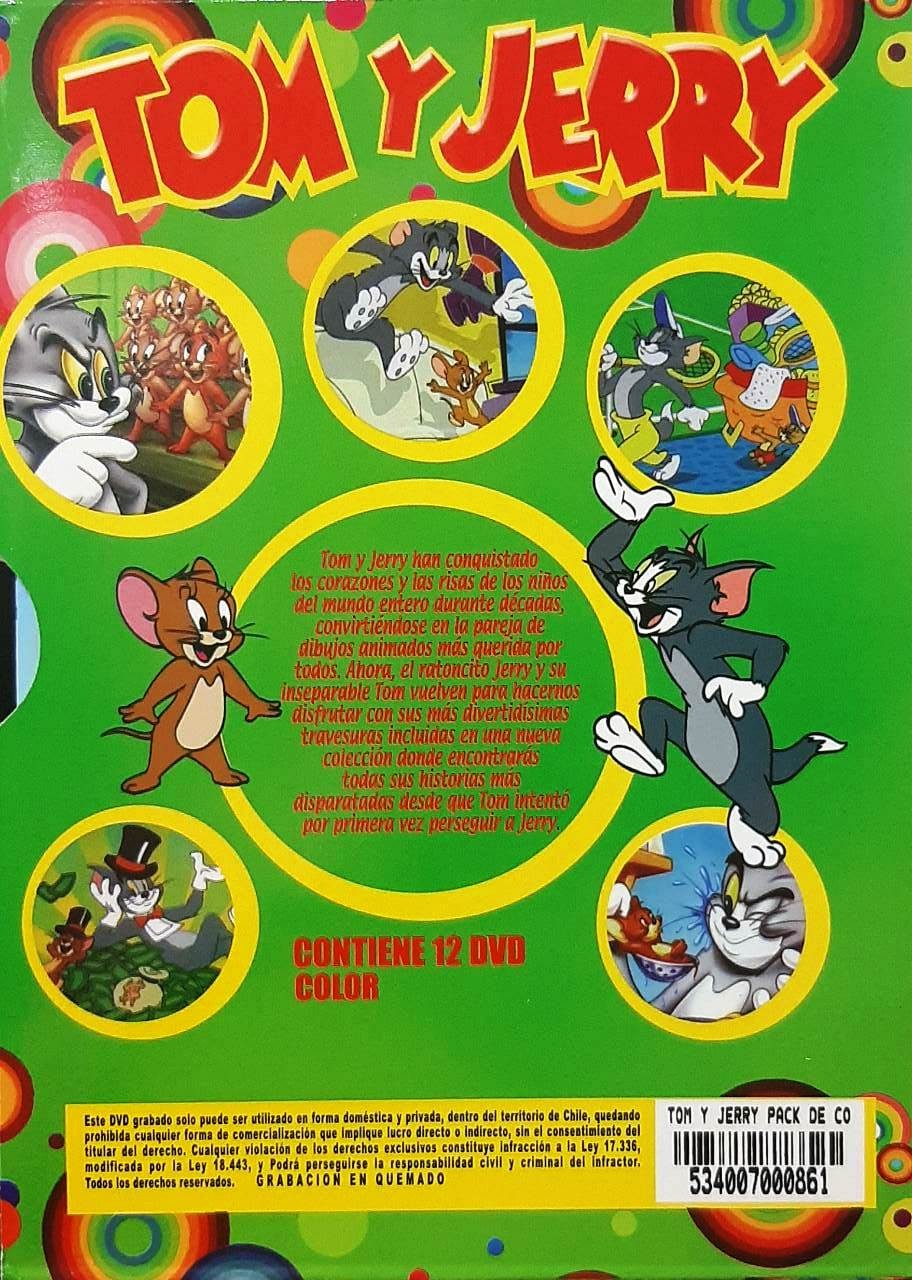 TOM Y JERRY
Tom y Jerry han conquistado
los corazones y las risas de los niños
del mundo entero durante décadas,
convirtiéndose en la pareja de
dibujos animados más querida por
todos. Ahora, el ratoncito Jerry y su
inseparable Tom vuelven para hacernos
disfrutar con sus más divertidísimas
travesuras incluidas en una nueva
colección donde encontrarás
todas sus historias más
disparatadas desde que Tom intentó
por primera vez perseguir a Jerry.
CONTIENE 12 DVD
COLOR
Este DVD grabado solo puede ser utilizado en forma doméstica y privada, dentro del territorio de Chile, quedando
prohibida cualquier forma de comercialización que implique lucro directo o indirecto, sin el consentimiento del
titular del derecho. Cualquier violación de los derechos exclusivos constituye infracción a la Ley 17.336,
modificada por la Ley 18.443, y Podrá perseguirse la responsabilidad civil y criminal del infractor.
Todos los derechos reservados. GRABACION EN QUEMADO
TOM Y JERRY PACK DE CO
534007000861